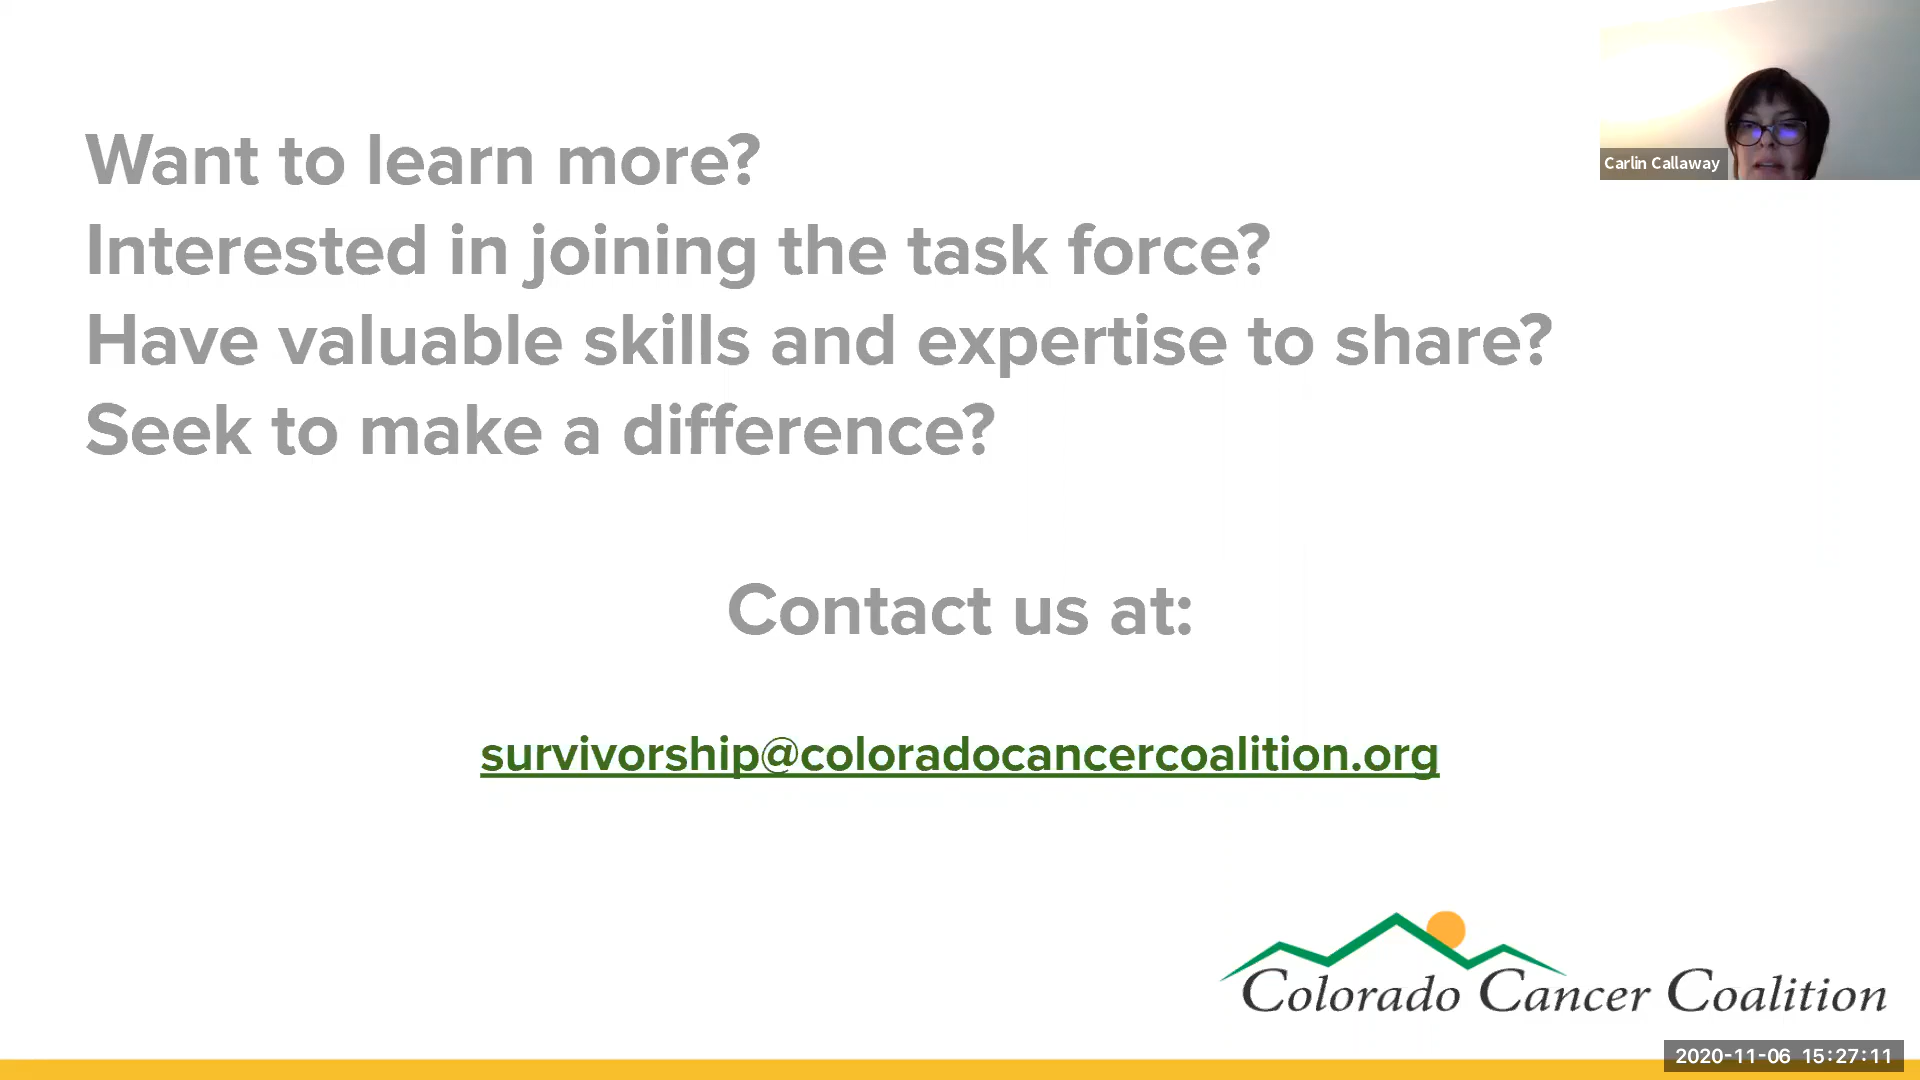 Want to learn more?
Interested in joining the task force?
Have valuable skills and expertise to share?
Seek to make a difference?
Contact us at:
survivorship@coloradocancercoalition.org
Carlin Callaway
Colorado Cancer Coalition
2020-11-06 15:27:11